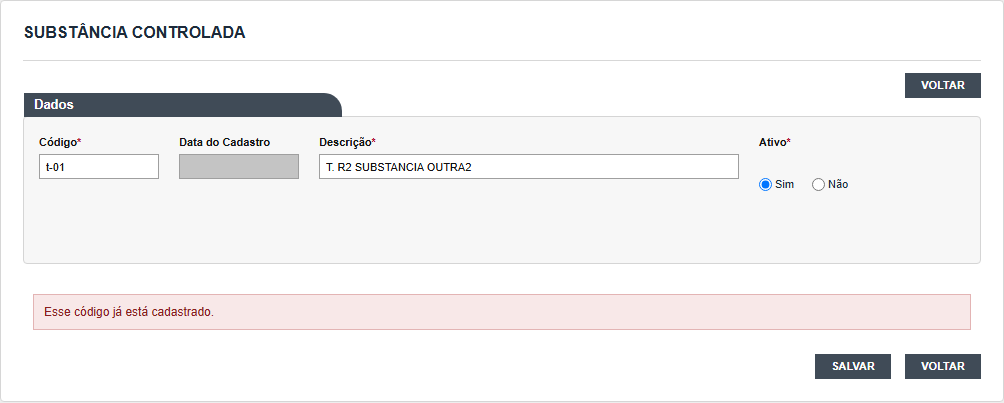 SUBSTÂNCIA CONTROLADA
VOLTAR
Dados
Código* Data do Cadastro Descrição* Ativo*
t-01 T. R2 SUBSTANCIA OUTRA2
Sim Não
Esse código já está cadastrado.
SALVAR VOLTAR